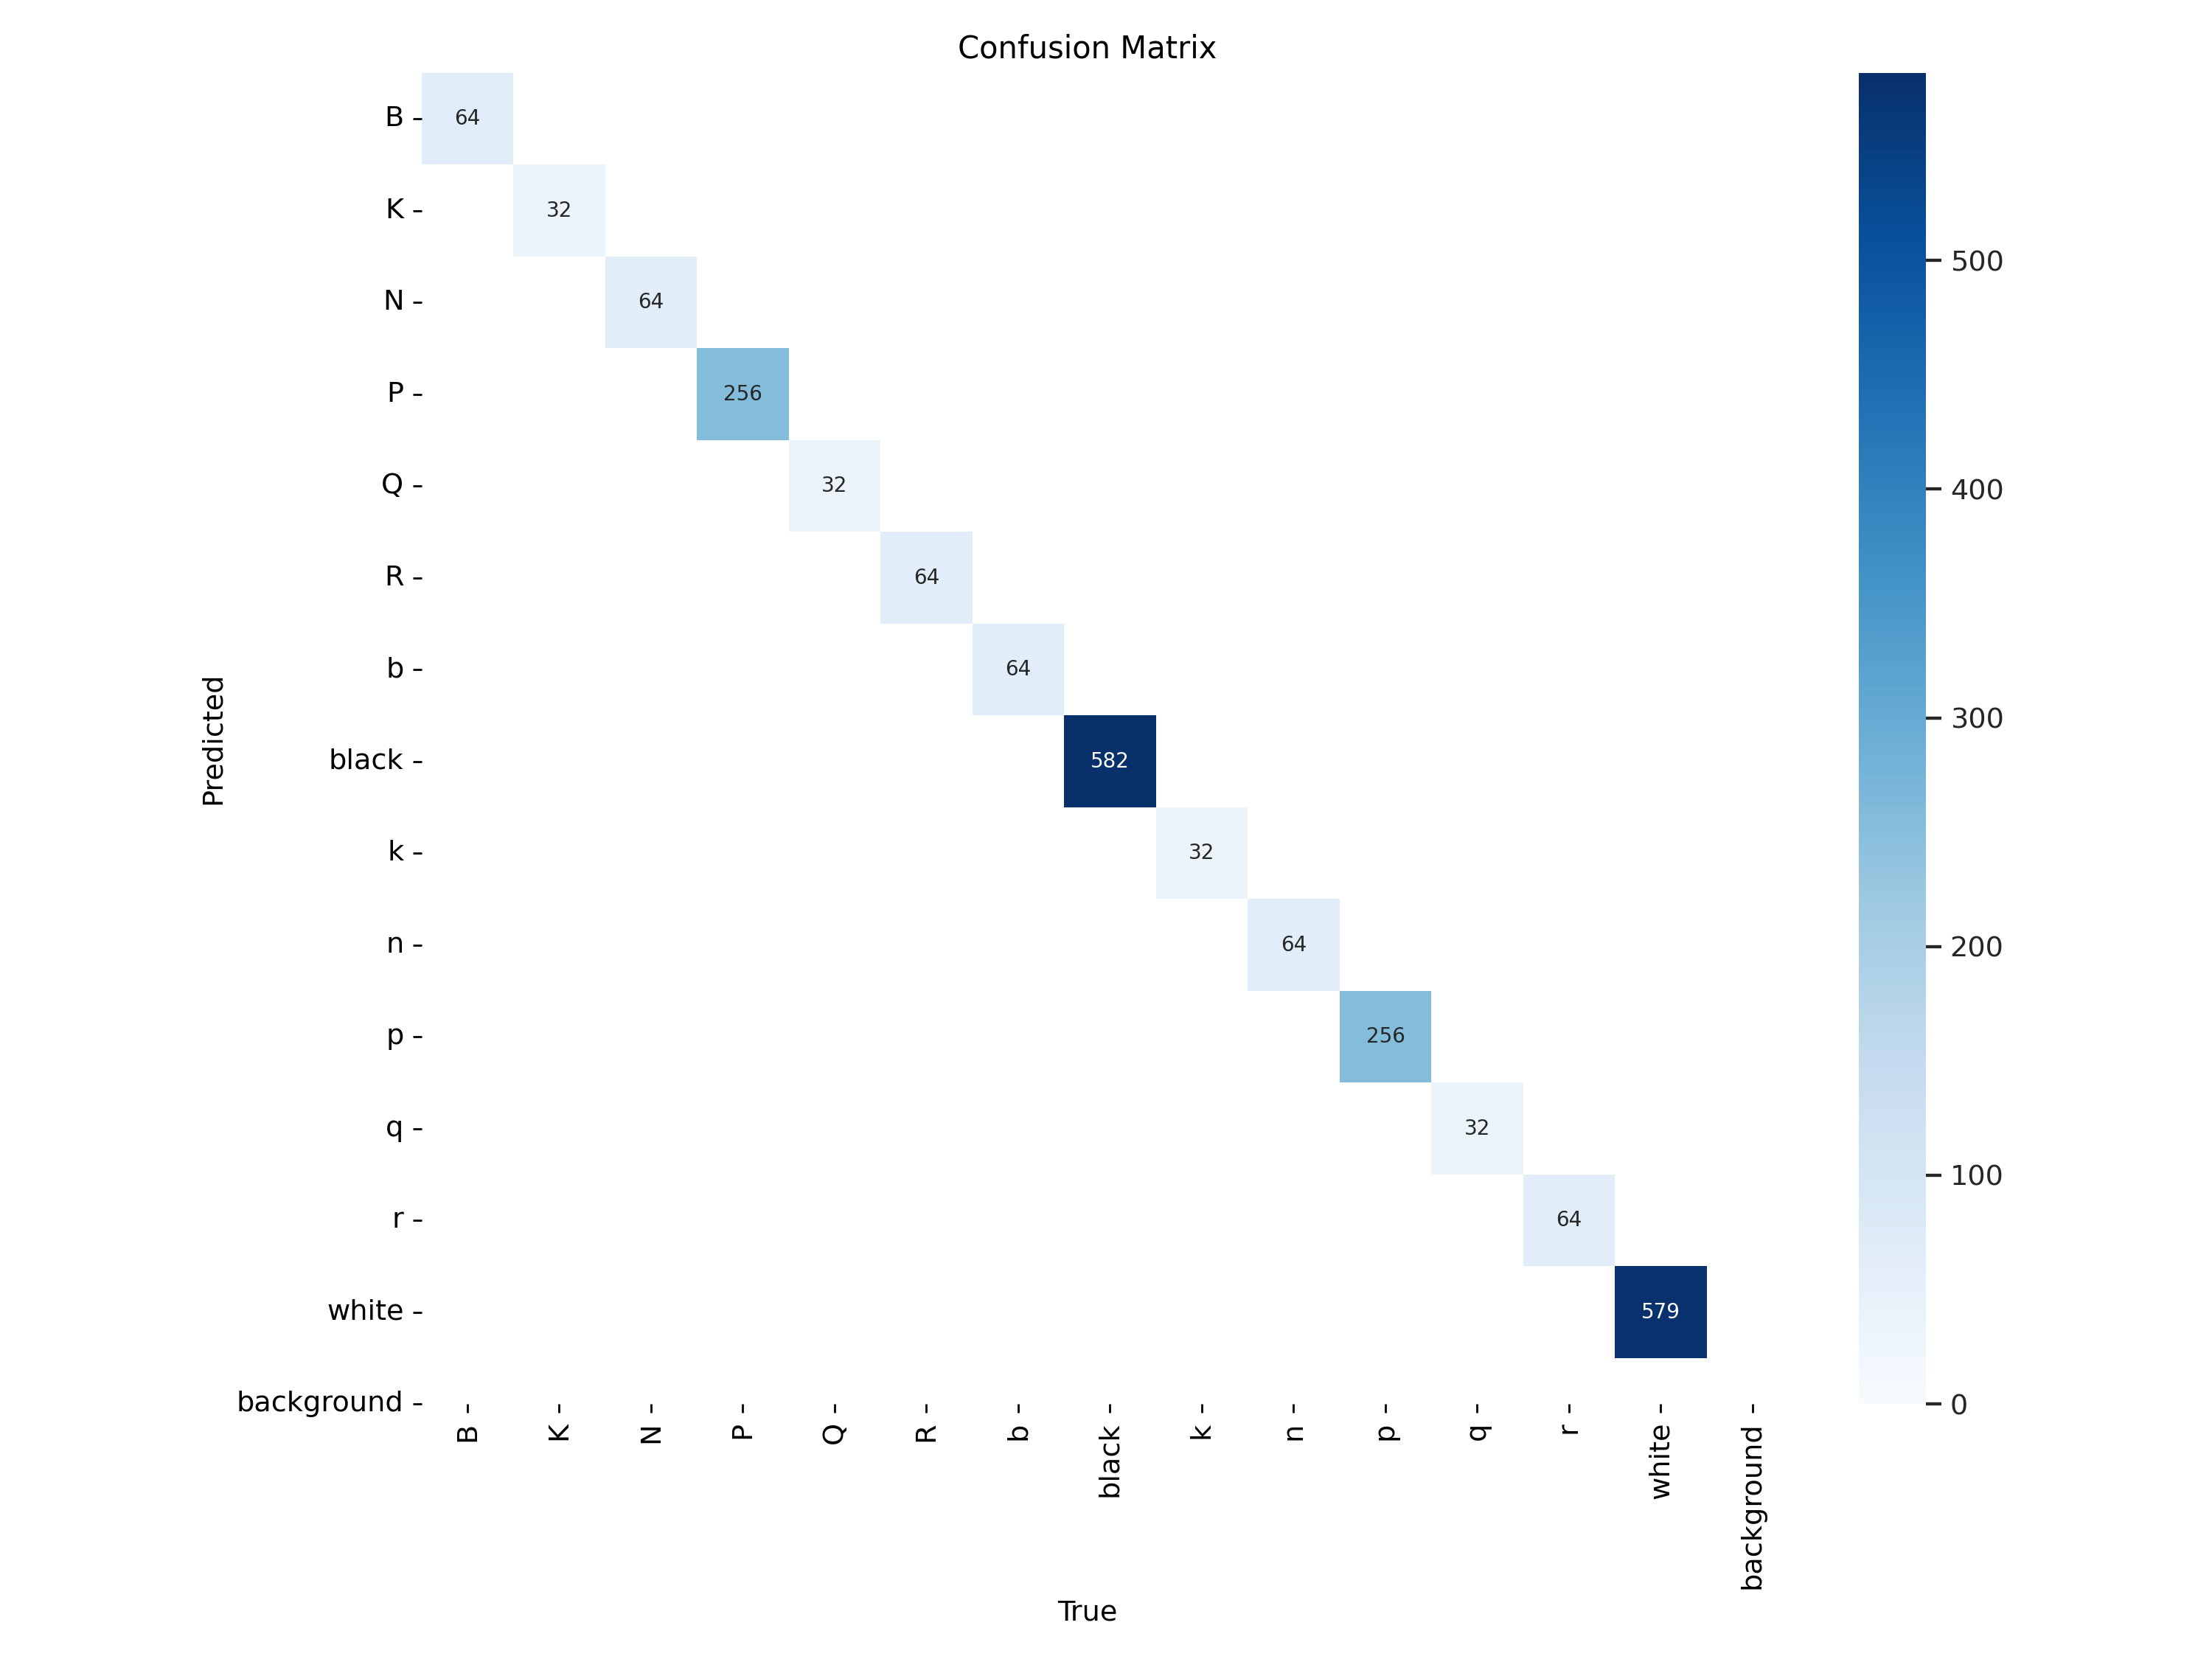 Confusion Matrix
B
64
K
32
N
64
P
256
Q
32
R
64
b
64
black
582
k
32
n
64
p
256
q
32
r
64
white
579
background
Predicted
B K N P Q R b black k n p q r white background
True
500
400
300
200
100
0